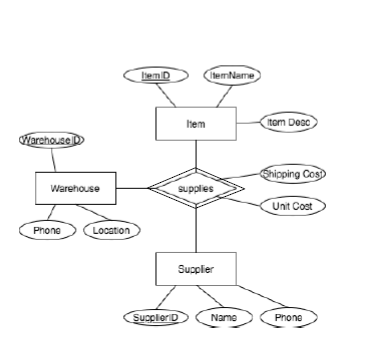 ItemID
ItemName
Item
Item Desc
WarehouseID
Warehouse
supplies
Shipping Cost
Unit Cost
Phone
Location
Supplier
SupplierID
Name
Phone